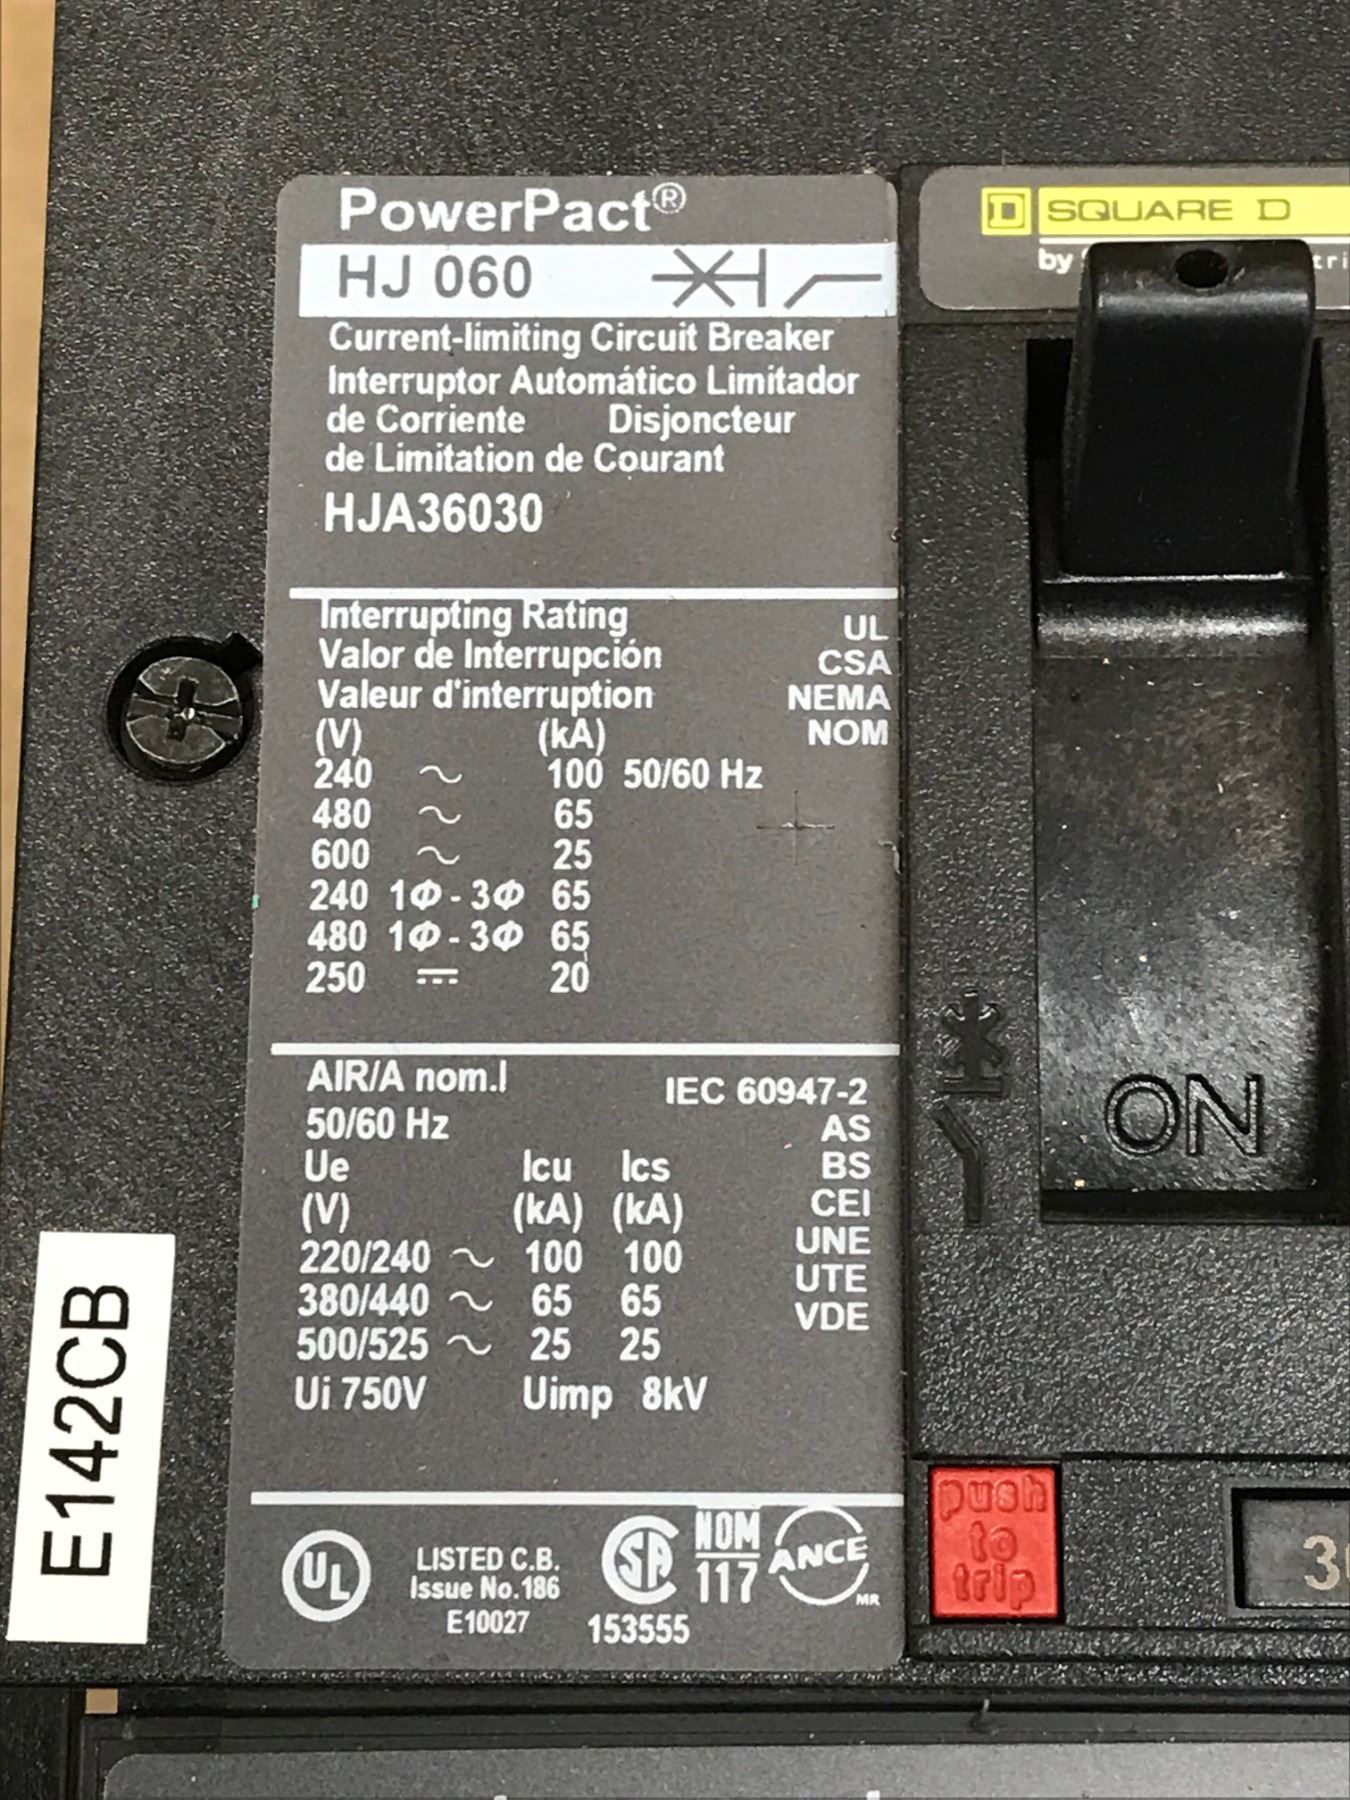 PowerPact®
HJ 060
Current-limiting Circuit Breaker
Interruptor Automático Limitador
de Corriente Disjoncteur
de Limitation de Courant
HJA36030
Interrupting Rating
Valor de Interrupción
Valeur d'interruption
UL
CSA
NEMA
NOM
(V) (kA)
240 ~ 100 50/60 Hz
480 ~ 65
600 ~ 25
240 1Φ - 3Φ 65
480 1Φ - 3Φ 65
250 ⎓ 20
AIR/A nom.I
50/60 Hz
IEC 60947-2
AS
BS
CEI
UNE
UTE
VDE
Ue Icu Ics
(V) (kA) (kA)
220/240 ~ 100 100
380/440 ~ 65 65
500/525 ~ 25 25
Ui 750V Uimp 8kV
UL
LISTED C.B.
Issue No.186
E10027
SA
153555
NOM
117
ANCE
MR
E142CB
D SQUARE D
by
ON
push
to
trip